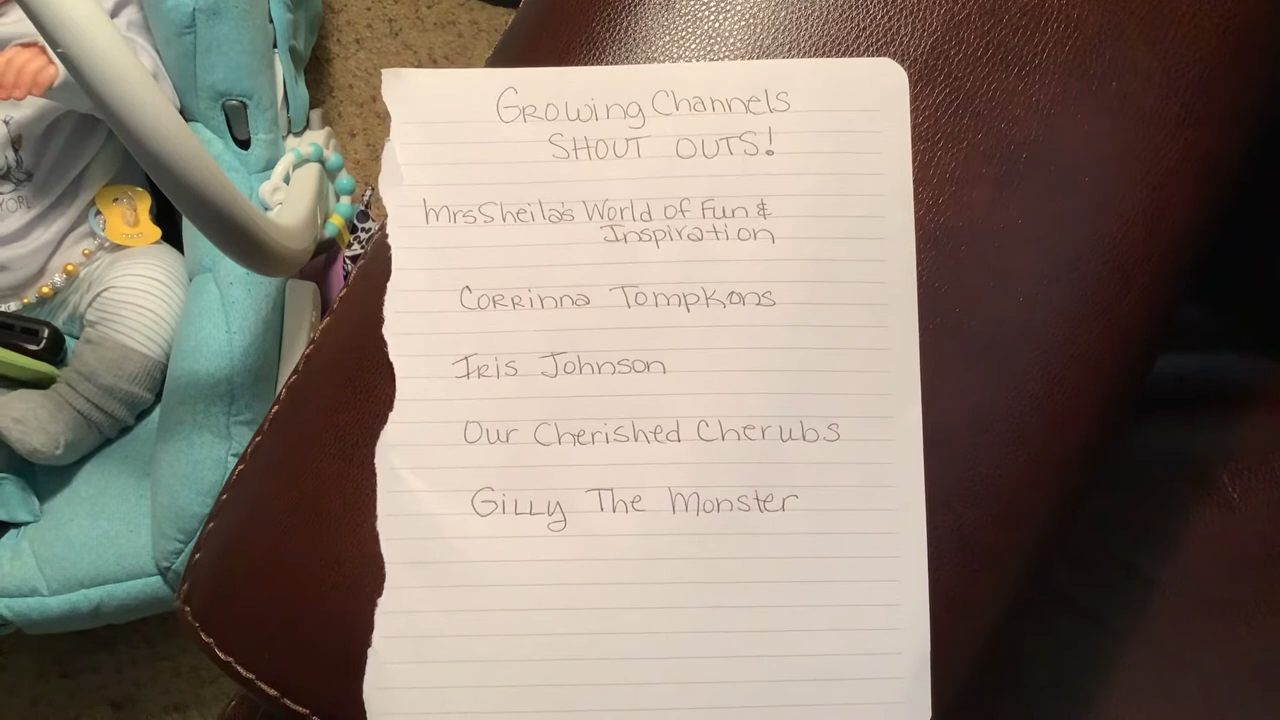 Growing Channels
SHOUT OUTS!
MrsSheila's World of Fun &
Inspiration
Corrinna Tompkons
Iris Johnson
Our Cherished Cherubs
Gilly The Monster